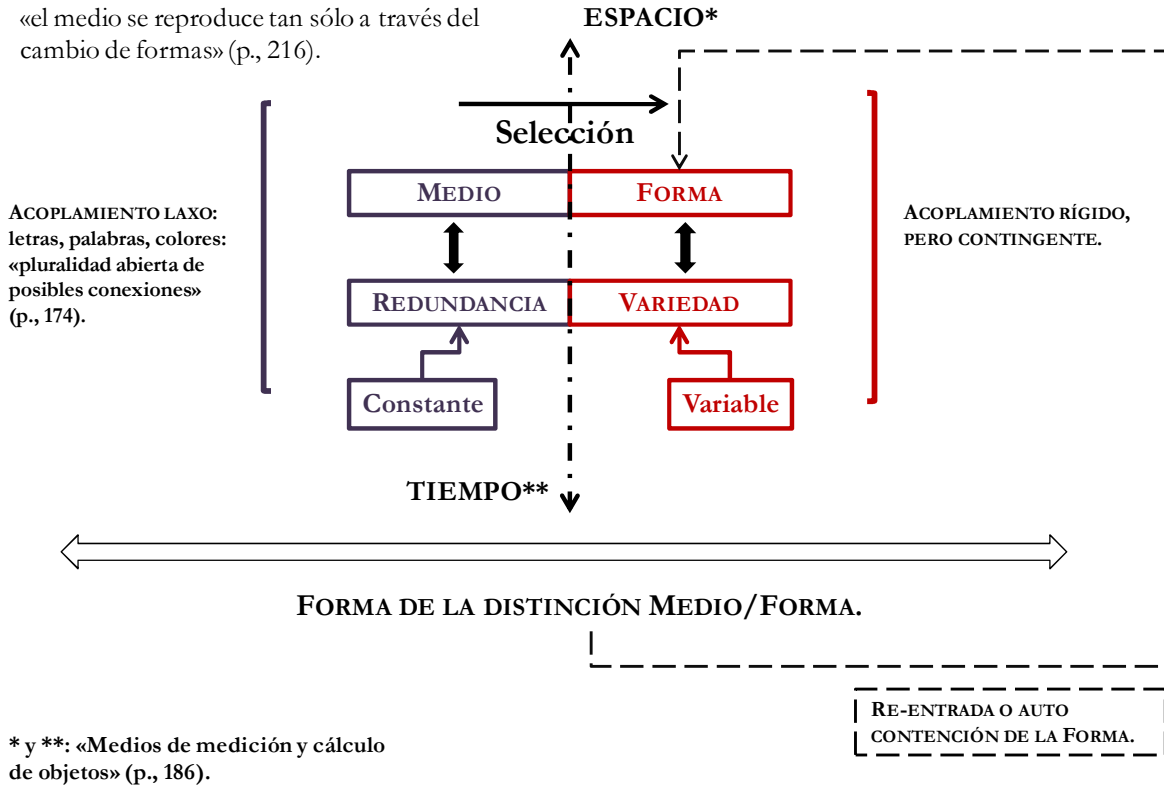 «el medio se reproduce tan sólo a través del
cambio de formas» (p., 216).
ESPACIO*
Selección
MEDIO
FORMA
ACOPLAMIENTO LAXO:
letras, palabras, colores:
«pluralidad abierta de
posibles conexiones»
(p., 174).
ACOPLAMIENTO RÍGIDO,
PERO CONTINGENTE.
REDUNDANCIA
VARIEDAD
Constante
Variable
TIEMPO**
FORMA DE LA DISTINCIÓN MEDIO/FORMA.
RE-ENTRADA O AUTO
CONTENCIÓN DE LA FORMA.
* y **: «Medios de medición y cálculo
de objetos» (p., 186).